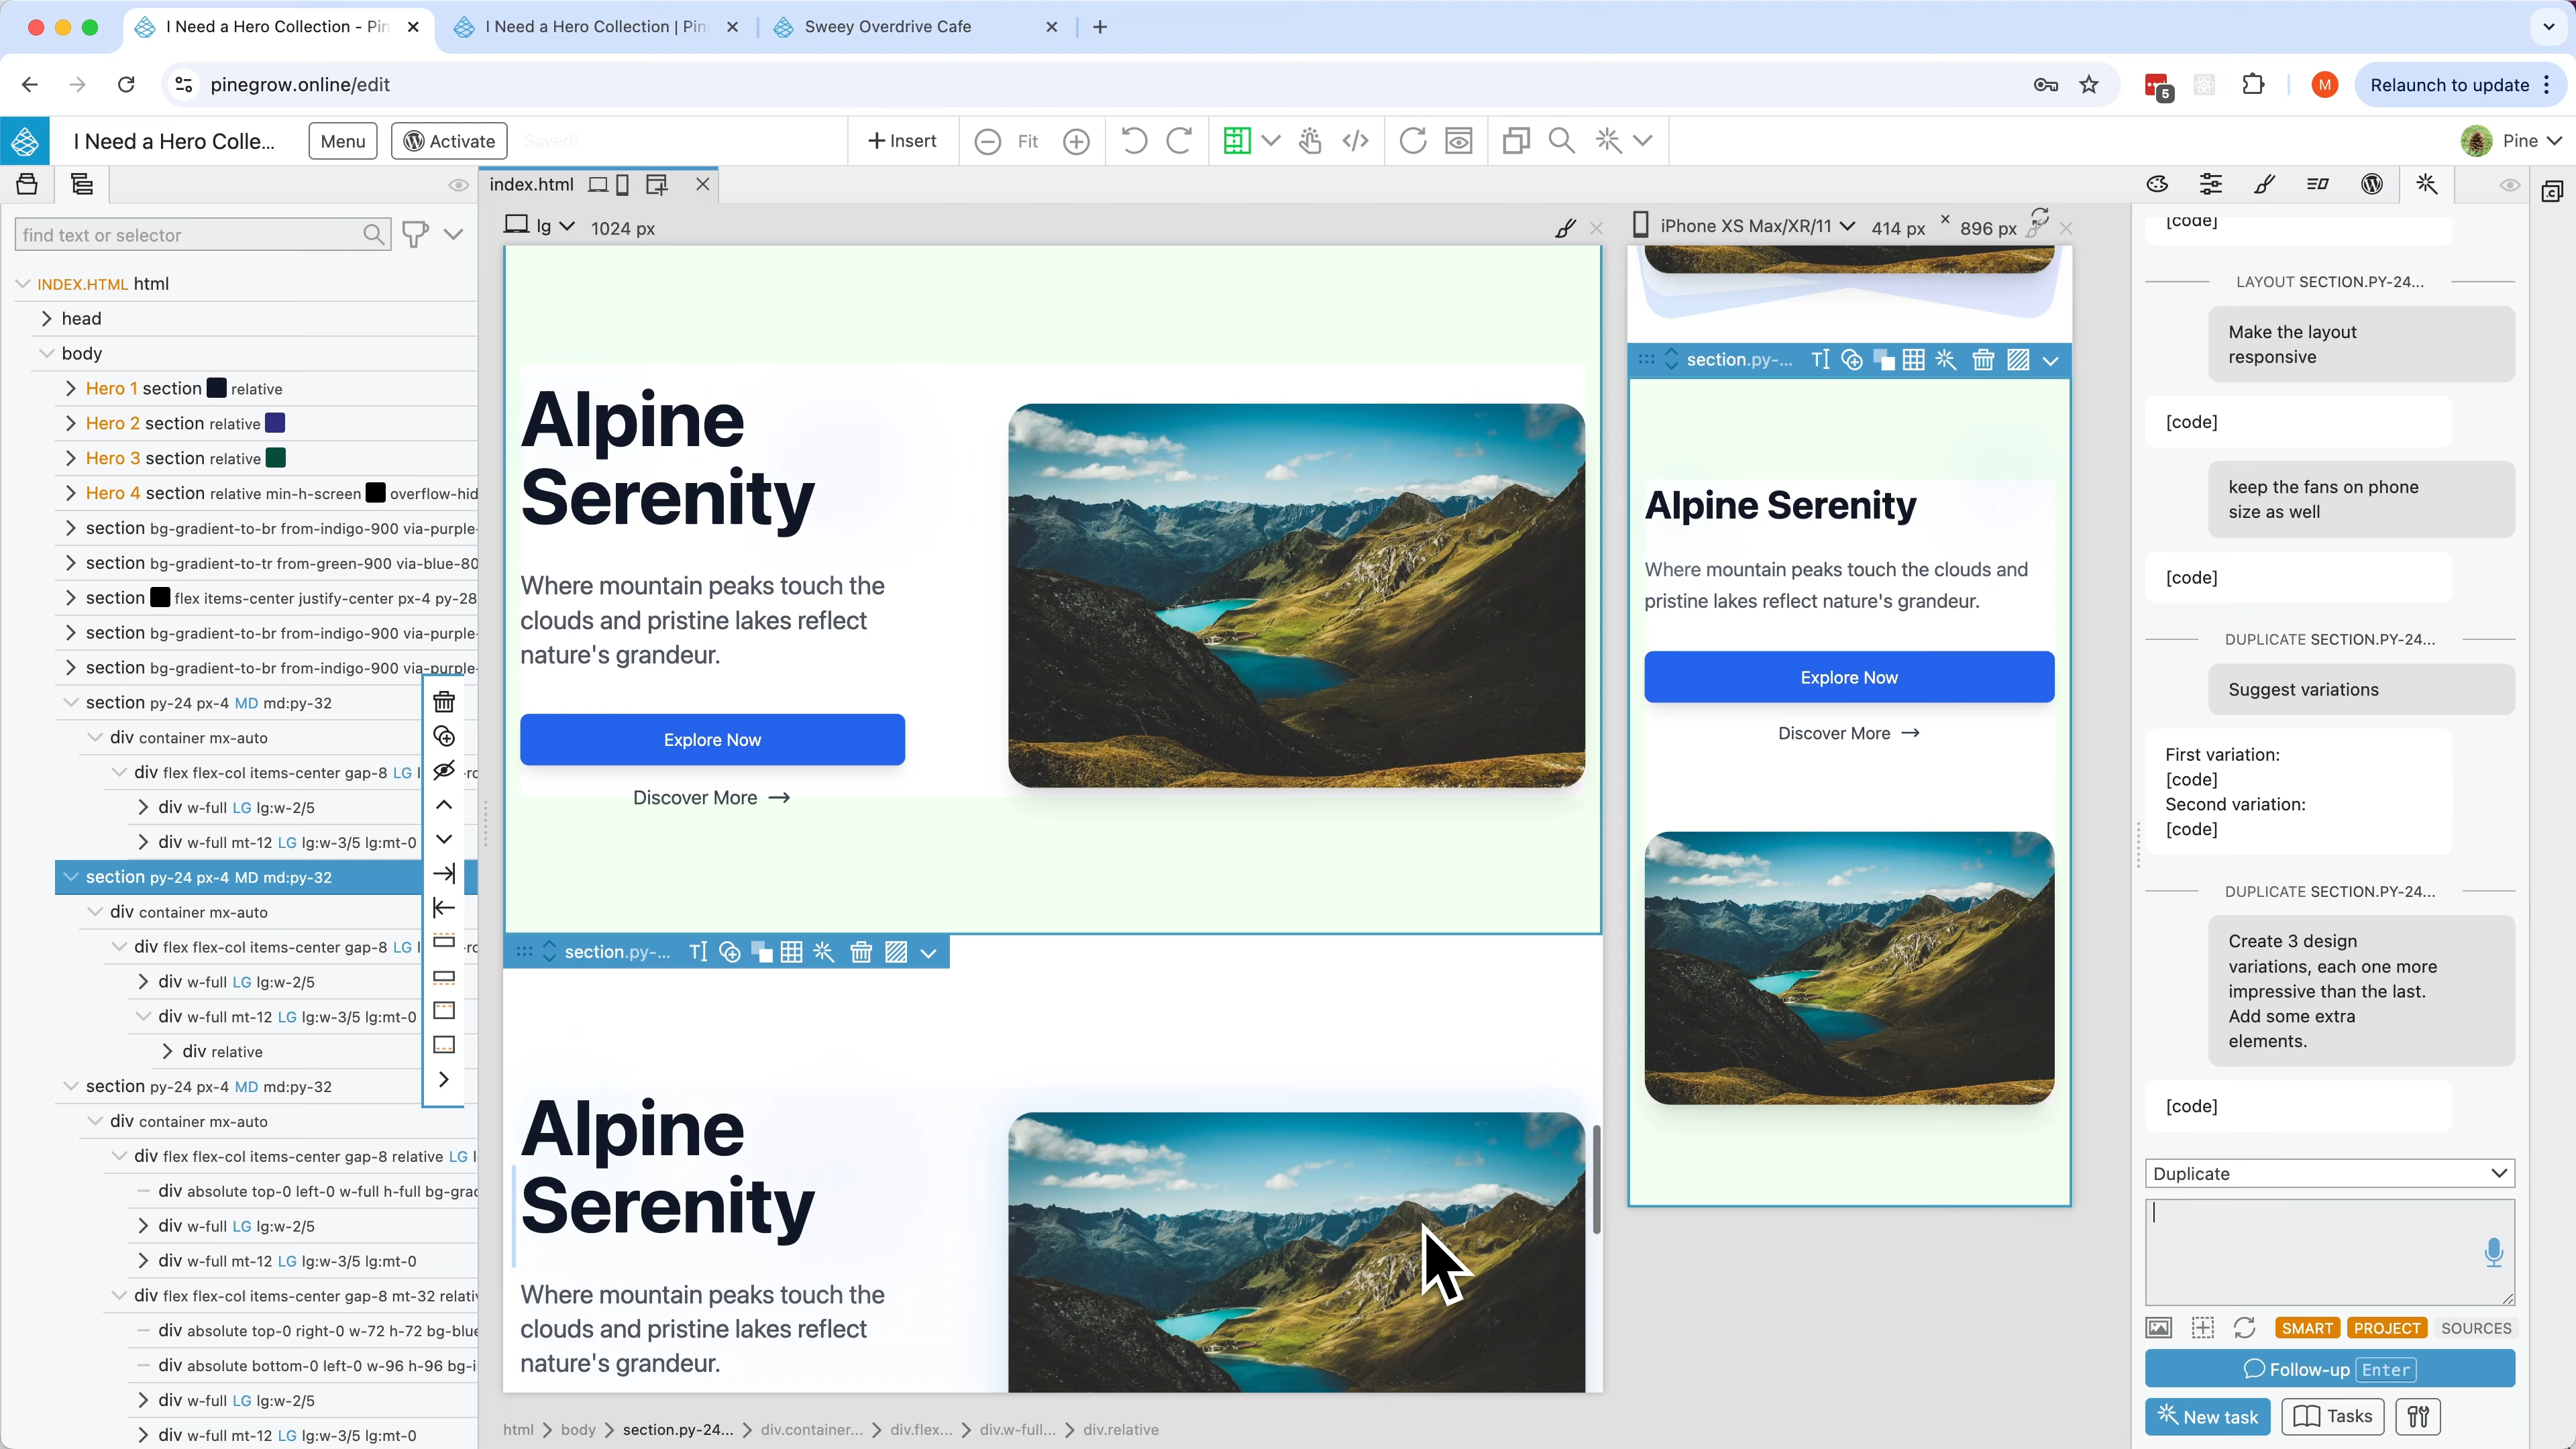 I Need a Hero Collection - Pin
I Need a Hero Collection | Pin
Sweey Overdrive Cafe
pinegrow.online/edit
5
M
Relaunch to update
I Need a Hero Colle...
Menu
Activate
Saved!
Insert
Fit
Pine
index.html
find text or selector
lg
1024 px
iPhone XS Max/XR/11
414 px
×
896 px
INDEX.HTML html
head
body
Hero 1 section relative
Hero 2 section relative
Hero 3 section relative
Hero 4 section relative min-h-screen overflow-hid
section bg-gradient-to-br from-indigo-900 via-purple-
section bg-gradient-to-tr from-green-900 via-blue-80
section flex items-center justify-center px-4 py-28
section bg-gradient-to-br from-indigo-900 via-purple-
section bg-gradient-to-br from-indigo-900 via-purple-
section py-24 px-4 MD md:py-32
div container mx-auto
div flex flex-col items-center gap-8 LG l -ro
div w-full LG lg:w-2/5
div w-full mt-12 LG lg:w-3/5 lg:mt-0
section py-24 px-4 MD md:py-32
div container mx-auto
div flex flex-col items-center gap-8 LG l -ro
div w-full LG lg:w-2/5
div w-full mt-12 LG lg:w-3/5 lg:mt-0
div relative
section py-24 px-4 MD md:py-32
div container mx-auto
div flex flex-col items-center gap-8 relative LG l
div absolute top-0 left-0 w-full h-full bg-grad
div w-full LG lg:w-2/5
div w-full mt-12 LG lg:w-3/5 lg:mt-0
div flex flex-col items-center gap-8 mt-32 relati
div absolute top-0 right-0 w-72 h-72 bg-blue
div absolute bottom-0 left-0 w-96 h-96 bg-i
div w-full LG lg:w-2/5
div w-full mt-12 LG lg:w-3/5 lg:mt-0
Alpine
Serenity
Where mountain peaks touch the
clouds and pristine lakes reflect
nature's grandeur.
Explore Now
Discover More →
section.py-...
Alpine
Serenity
Where mountain peaks touch the
clouds and pristine lakes reflect
nature's grandeur.
html
body
section.py-24...
div.container...
div.flex...
div.w-full...
div.relative
section.py-...
Alpine Serenity
Where mountain peaks touch the clouds and
pristine lakes reflect nature's grandeur.
Explore Now
Discover More →
[code]
LAYOUT SECTION.PY-24...
Make the layout
responsive
[code]
keep the fans on phone
size as well
[code]
DUPLICATE SECTION.PY-24...
Suggest variations
First variation:
[code]
Second variation:
[code]
DUPLICATE SECTION.PY-24...
Create 3 design
variations, each one more
impressive than the last.
Add some extra
elements.
[code]
Duplicate
SMART
PROJECT
SOURCES
Follow-up Enter
New task
Tasks